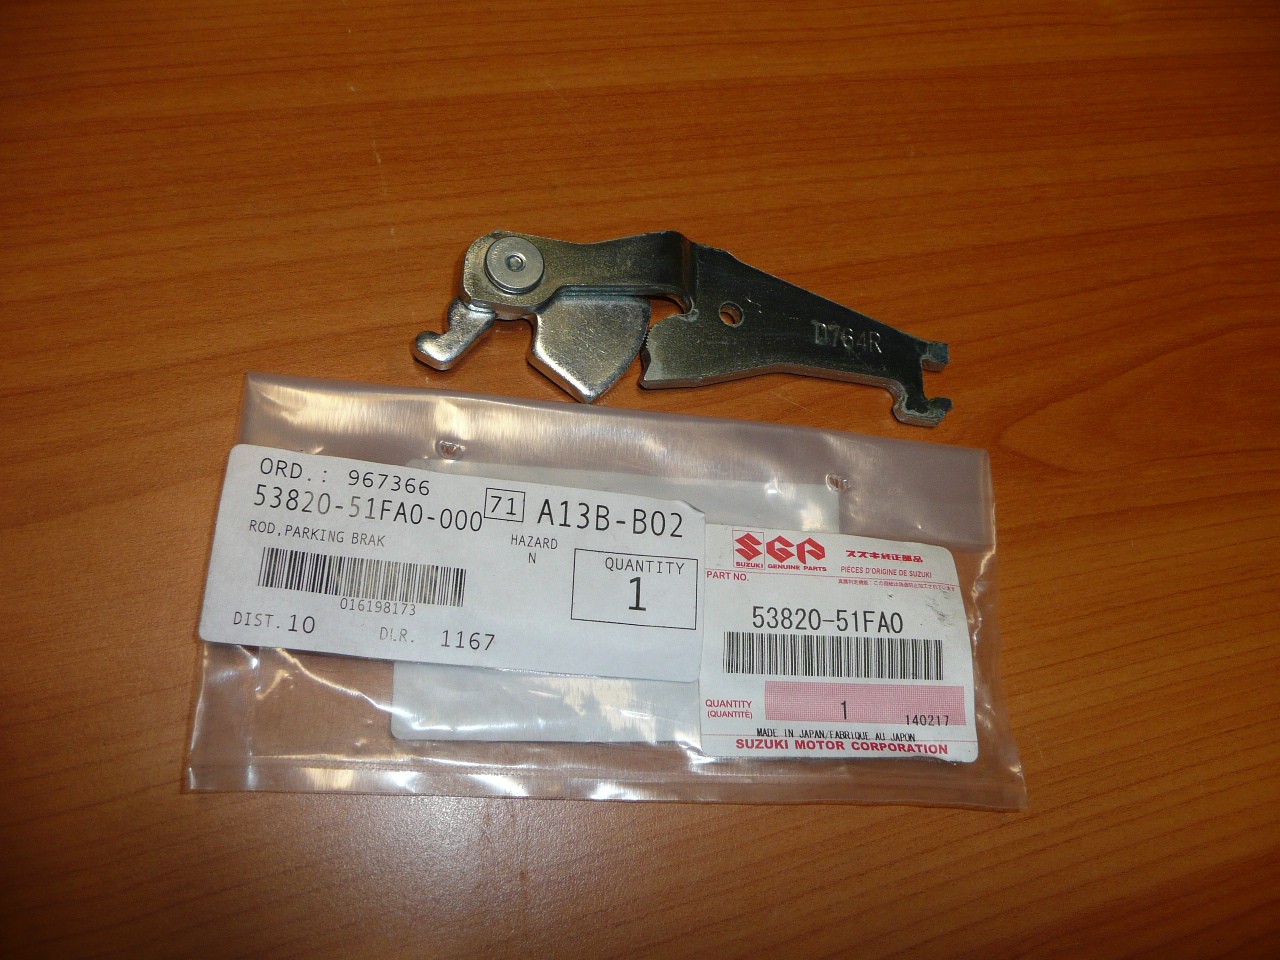 D764R
ORD.: 967366
53820-51FA0-000 71 A13B-B02
ROD,PARKING BRAK
HAZARD
N
QUANTITY
1
016198173
DIST. 10 DLR. 1167
SGP
SUZUKI GENUINE PARTS
スズキ純正部品
PIÈCES D'ORIGINE DE SUZUKI
PART NO.
53820-51FA0
QUANTITY
(QUANTITÉ)
1
140217
MADE IN JAPAN/FABRIQUE AU JAPON
SUZUKI MOTOR CORPORATION